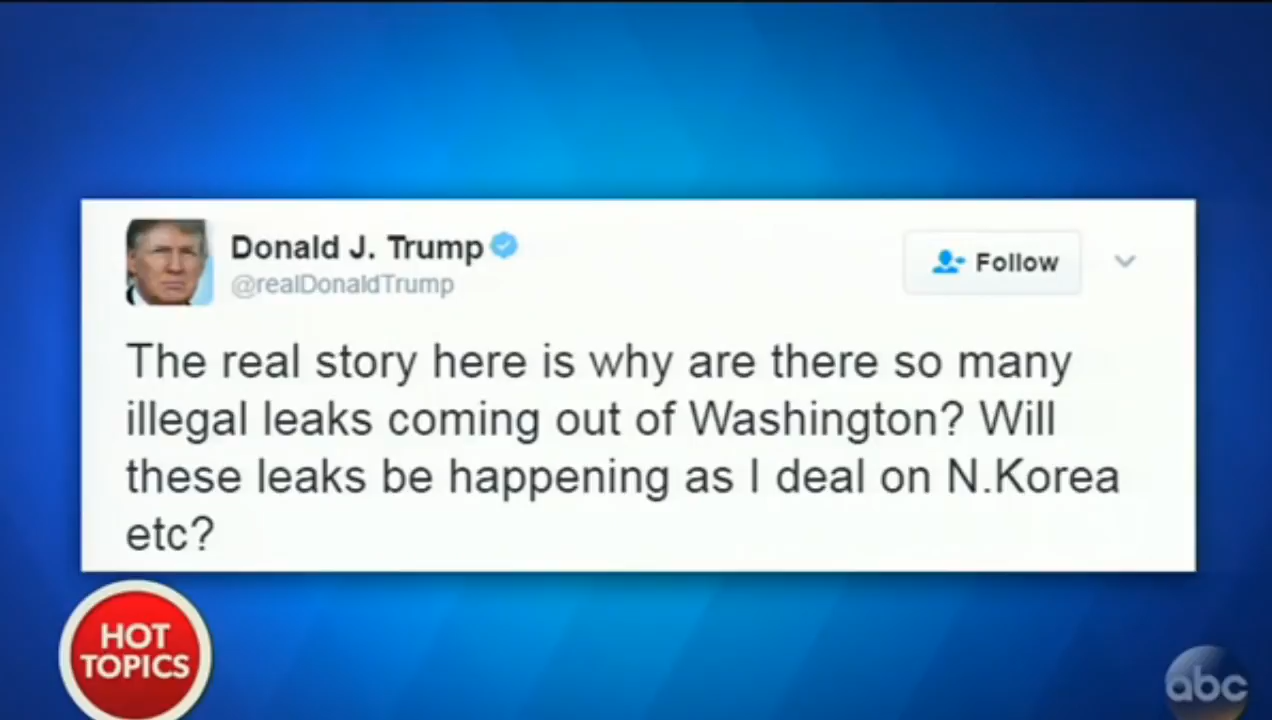 Donald J. Trump
@realDonaldTrump
Follow
The real story here is why are there so many
illegal leaks coming out of Washington? Will
these leaks be happening as I deal on N.Korea
etc?
HOT
TOPICS
abc